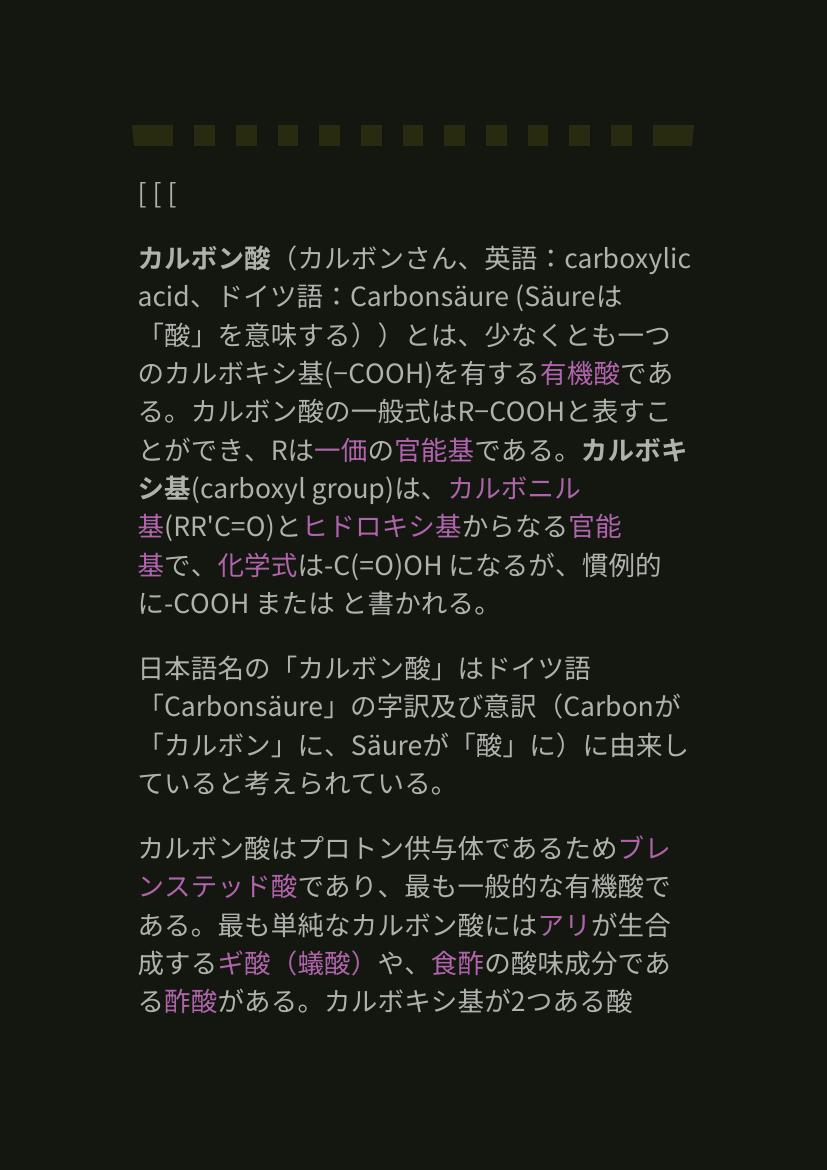 [ [ [
カルボン酸（カルボンさん、英語：carboxylic
acid、ドイツ語：Carbonsäure (Säureは
「酸」を意味する））とは、少なくとも一つ
のカルボキシ基(−COOH)を有する有機酸であ
る。カルボン酸の一般式はR−COOHと表すこ
とができ、Rは一価の官能基である。カルボキ
シ基(carboxyl group)は、カルボニル
基(RR'C=O)とヒドロキシ基からなる官能
基で、化学式は-C(=O)OH になるが、慣例的
に-COOH または と書かれる。
日本語名の「カルボン酸」はドイツ語
「Carbonsäure」の字訳及び意訳（Carbonが
「カルボン」に、Säureが「酸」に）に由来し
ていると考えられている。
カルボン酸はプロトン供与体であるためブレ
ンステッド酸であり、最も一般的な有機酸で
ある。最も単純なカルボン酸にはアリが生合
成するギ酸（蟻酸）や、食酢の酸味成分であ
る酢酸がある。カルボキシ基が2つある酸